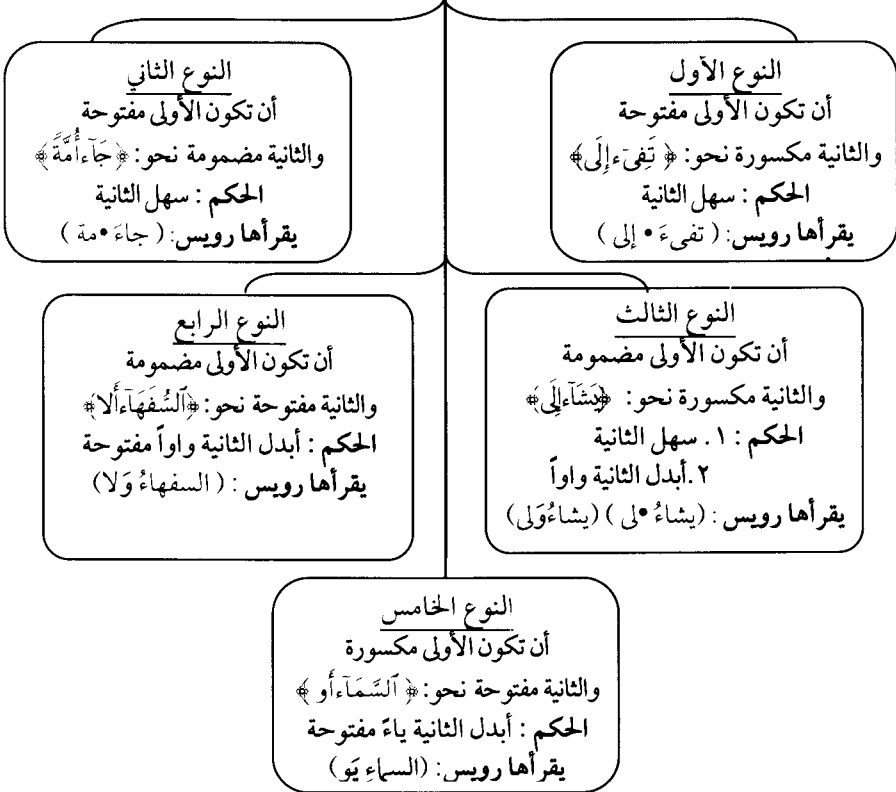 النوع الأول
أن تكون الأولى مفتوحة
والثانية مكسورة نحو: ﴿ تَفِيٓءَ إِلَىٰ ﴾
الحكم : سهل الثانية
يقرأها رويس: ( تفىءَ • إلى )
النوع الثاني
أن تكون الأولى مفتوحة
والثانية مضمومة نحو: ﴿ جَآءَ أُمَّةً ﴾
الحكم : سهل الثانية
يقرأها رويس: ( جاءَ • مة )
النوع الثالث
أن تكون الأولى مضمومة
والثانية مكسورة نحو: ﴿يَشَآءُ إِلَىٰ﴾
الحكم : ١. سهل الثانية
٢.أبدل الثانية واواً
يقرأها رويس : (يشاءُ •لى ) (يشاءُوَلى)
النوع الرابع
أن تكون الأولى مضمومة
والثانية مفتوحة نحو: ﴿ٱلسُّفَهَآءُ أَلَا﴾
الحكم : أبدل الثانية واواً مفتوحة
يقرأها رويس : ( السفهاءُ وَلا)
النوع الخامس
أن تكون الأولى مكسورة
والثانية مفتوحة نحو: ﴿ ٱلسَّمَآءِ أَو ﴾
الحكم : أبدل الثانية ياءً مفتوحة
يقرأها رويس: (السماءِ يَو)